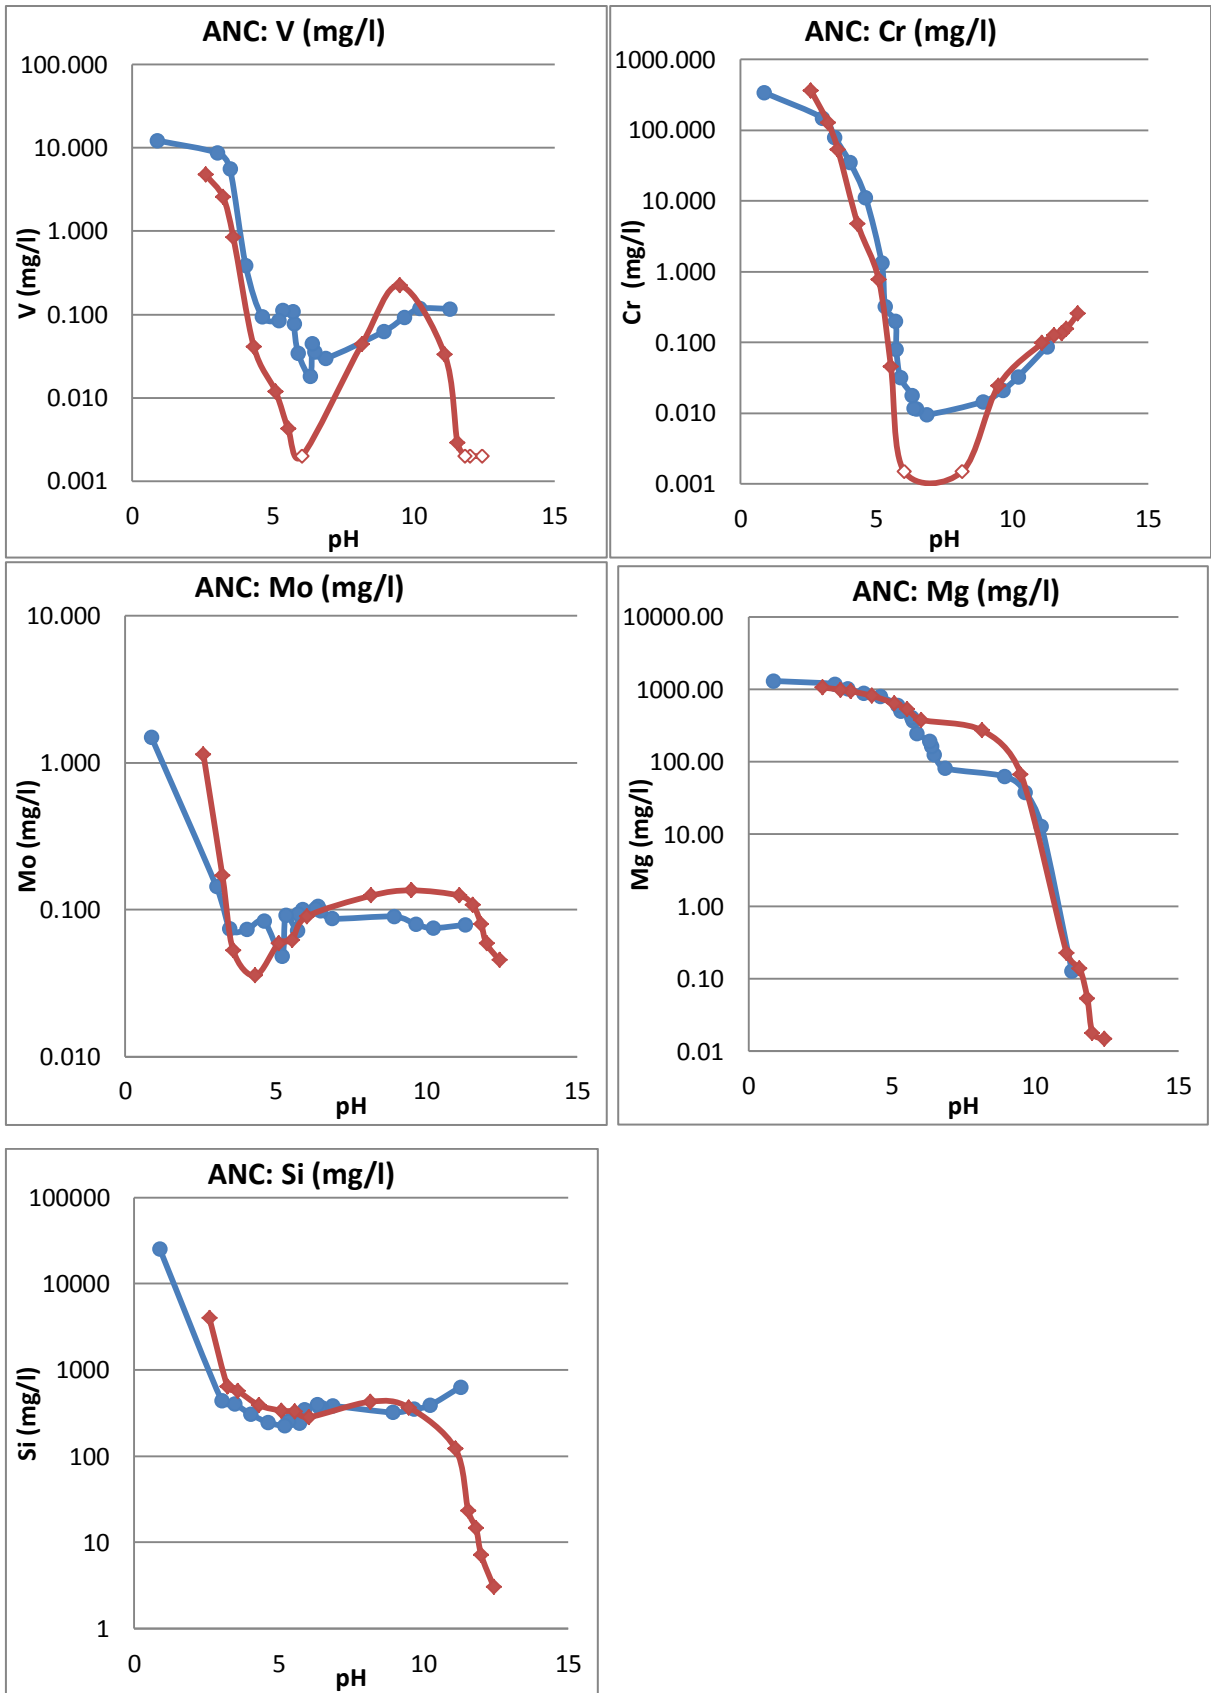 ANC: V (mg/l)
100.000
10.000
1.000
0.100
0.010
0.001
V (mg/l)
0 5 10 15
pH
ANC: Cr (mg/l)
1000.000
100.000
10.000
1.000
0.100
0.010
0.001
Cr (mg/l)
0 5 10 15
pH
ANC: Mo (mg/l)
10.000
1.000
0.100
0.010
Mo (mg/l)
0 5 10 15
pH
ANC: Mg (mg/l)
10000.00
1000.00
100.00
10.00
1.00
0.10
0.01
Mg (mg/l)
0 5 10 15
pH
ANC: Si (mg/l)
100000
10000
1000
100
10
1
Si (mg/l)
0 5 10 15
pH